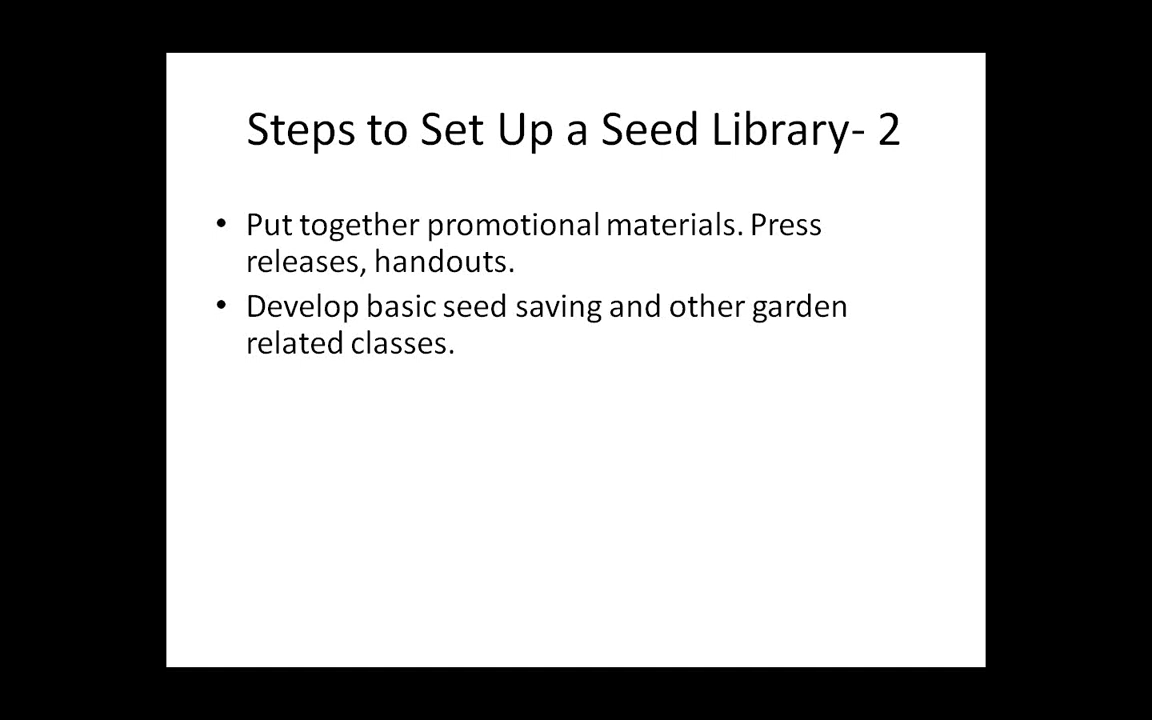 Steps to Set Up a Seed Library- 2
• Put together promotional materials. Press
releases, handouts.
• Develop basic seed saving and other garden
related classes.